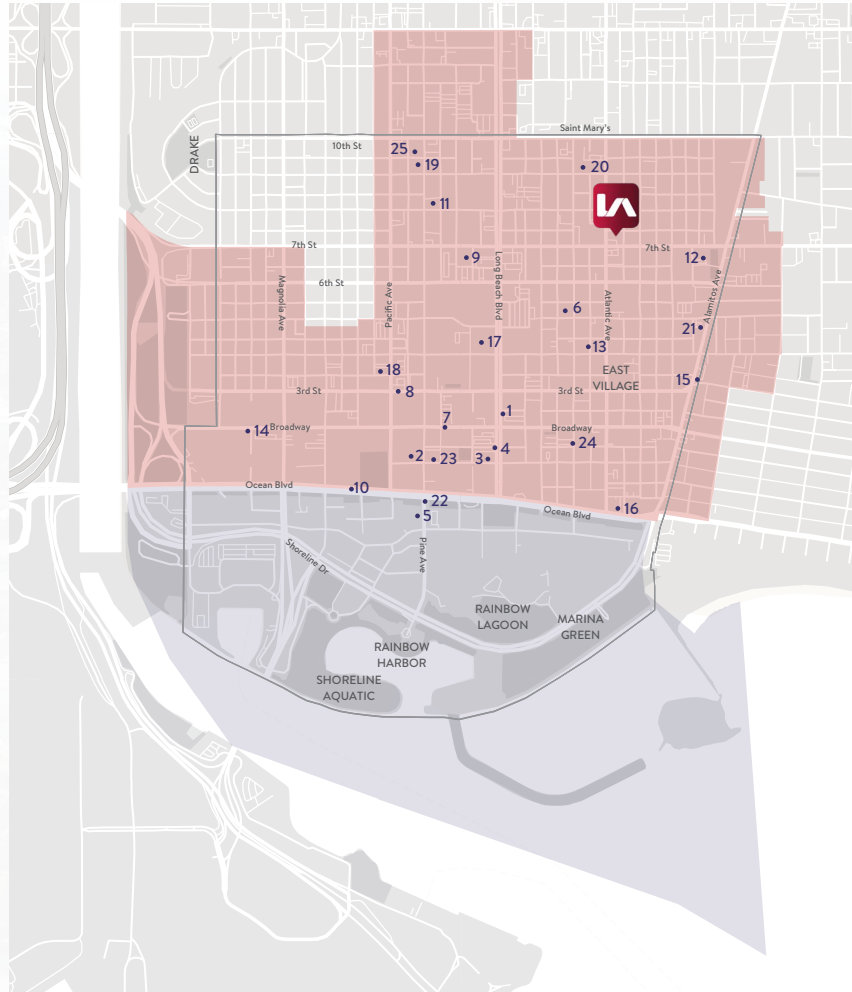 Saint Mary's
10th St
DRAKE
25
19
20
11
LA
7th St
7th St
9
12
6th St
Magnolia Ave
Pacific Ave
Long Beach Blvd
Atlantic Ave
Alamitos Ave
6
21
17
13
18
EAST
VILLAGE
15
8
3rd St
3rd St
1
7
14
Broadway
Broadway
24
4
2
23
3
Ocean Blvd
10
22
16
5
Ocean Blvd
Pine Ave
Shoreline Dr
RAINBOW
LAGOON
MARINA
GREEN
RAINBOW
HARBOR
SHORELINE
AQUATIC